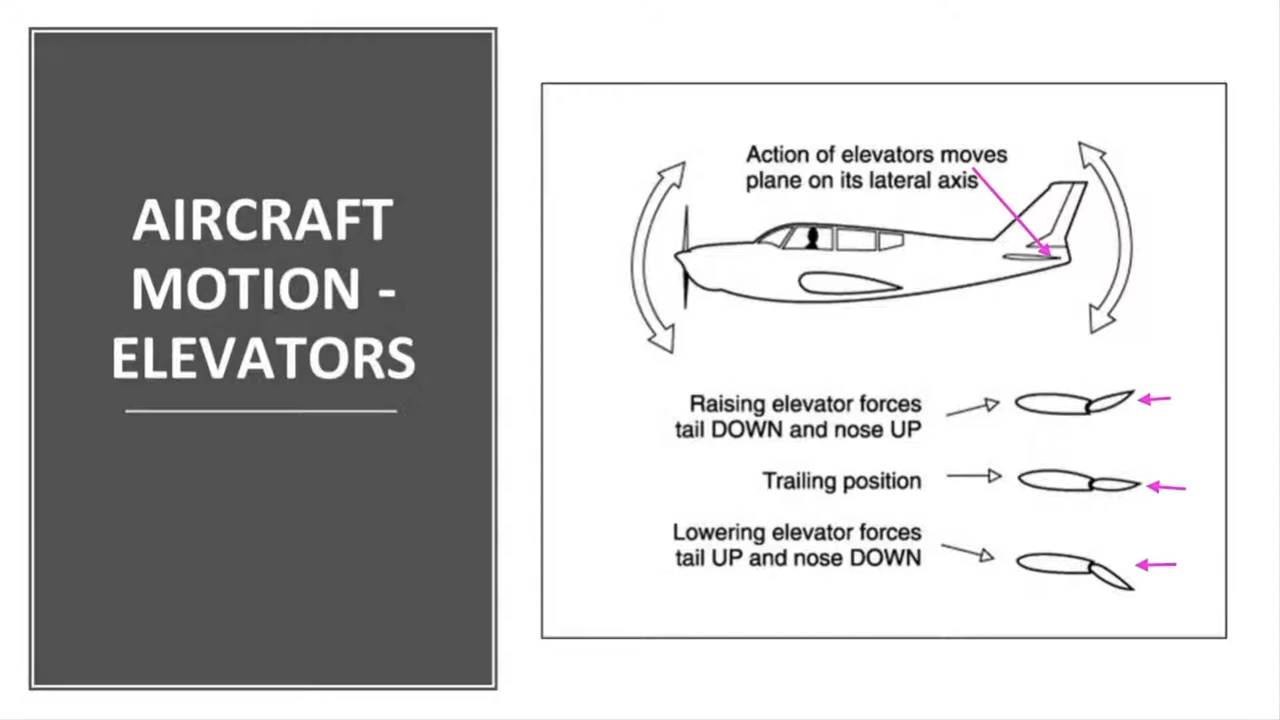 AIRCRAFT
MOTION -
ELEVATORS
Action of elevators moves
plane on its lateral axis
Raising elevator forces
tail DOWN and nose UP
Trailing position
Lowering elevator forces
tail UP and nose DOWN